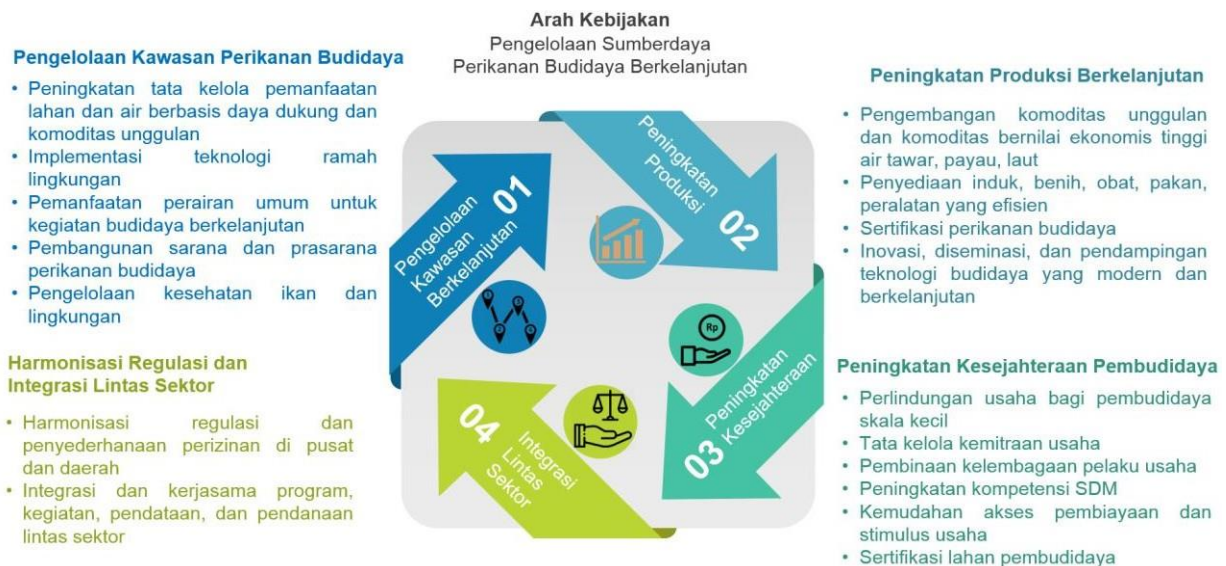 Arah Kebijakan
Pengelolaan Sumberdaya
Perikanan Budidaya Berkelanjutan
Pengelolaan Kawasan Perikanan Budidaya
• Peningkatan tata kelola pemanfaatan
lahan dan air berbasis daya dukung dan
komoditas unggulan
• Implementasi teknologi ramah
lingkungan
• Pemanfaatan perairan umum untuk
kegiatan budidaya berkelanjutan
• Pembangunan sarana dan prasarana
perikanan budidaya
• Pengelolaan kesehatan ikan dan
lingkungan
01
Pengelolaan
Kawasan
Berkelanjutan
Peningkatan
Produksi
02
Peningkatan Produksi Berkelanjutan
• Pengembangan komoditas unggulan
dan komoditas bernilai ekonomis tinggi
air tawar, payau, laut
• Penyediaan induk, benih, obat, pakan,
peralatan yang efisien
• Sertifikasi perikanan budidaya
• Inovasi, diseminasi, dan pendampingan
teknologi budidaya yang modern dan
berkelanjutan
Rp
Peningkatan
Kesejahteraan
03
Peningkatan Kesejahteraan Pembudidaya
• Perlindungan usaha bagi pembudidaya
skala kecil
• Tata kelola kemitraan usaha
• Pembinaan kelembagaan pelaku usaha
• Peningkatan kompetensi SDM
• Kemudahan akses pembiayaan dan
stimulus usaha
• Sertifikasi lahan pembudidaya
04
Integrasi
Lintas
Sektor
Harmonisasi Regulasi dan
Integrasi Lintas Sektor
• Harmonisasi regulasi dan
penyederhanaan perizinan di pusat
dan daerah
• Integrasi dan kerjasama program,
kegiatan, pendataan, dan pendanaan
lintas sektor